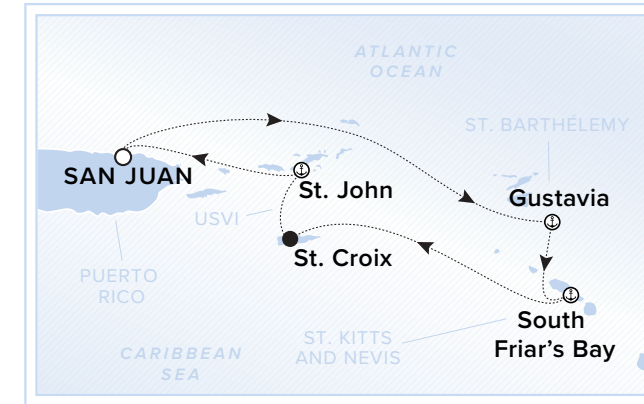 ATLANTIC
OCEAN
ST. BARTHÉLEMY
SAN JUAN
St. John
Gustavia
USVI
St. Croix
PUERTO
RICO
South
Friar's Bay
ST. KITTS
AND NEVIS
CARIBBEAN
SEA